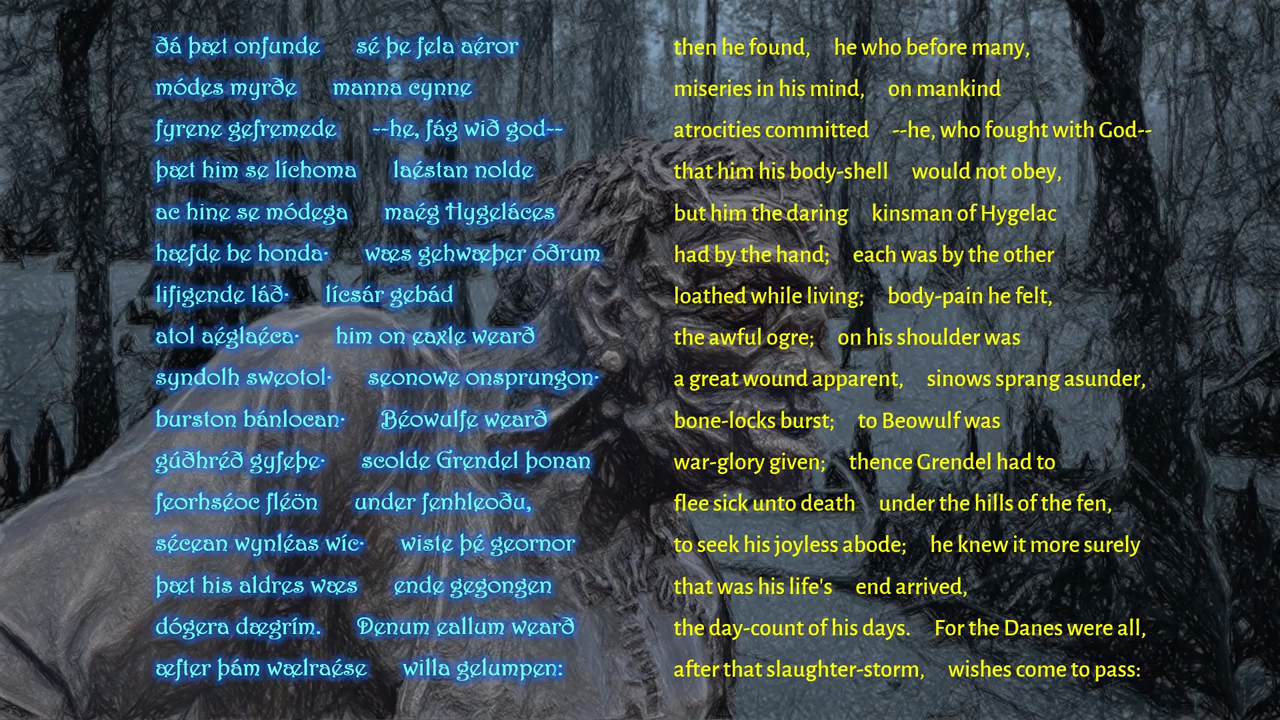 ðá þæt onfunde sé þe fela aéror
módes myrðe manna cynne
fyrene gefremede --he, fág wið god--
þæt him se líchoma laéstan nolde
ac hine se módega maég Hygeláces
hæfde be honda· wæs gehwæþer óðrum
lifigende láð· lícsár gebád
atol aéglaéca· him on eaxle wearð
syndolh sweotol· seonowe onsprungon·
burston bánlocan· Béowulfe wearð
gúðhréð gyfeþe· scolde Grendel þonan
feorhséoc fléön under fenhleoðu,
sécean wynléas wíc· wiste þé geornor
þæt his aldres wæs ende gegongen
dógera dægrím. Denum eallum wearð
æfter þám wælraése willa gelumpen:
then he found, he who before many,
miseries in his mind, on mankind
atrocities committed --he, who fought with God--
that him his body-shell would not obey,
but him the daring kinsman of Hygelac
had by the hand; each was by the other
loathed while living; body-pain he felt,
the awful ogre; on his shoulder was
a great wound apparent, sinows sprang asunder,
bone-locks burst; to Beowulf was
war-glory given; thence Grendel had to
flee sick unto death under the hills of the fen,
to seek his joyless abode; he knew it more surely
that was his life's end arrived,
the day-count of his days. For the Danes were all,
after that slaughter-storm, wishes come to pass: